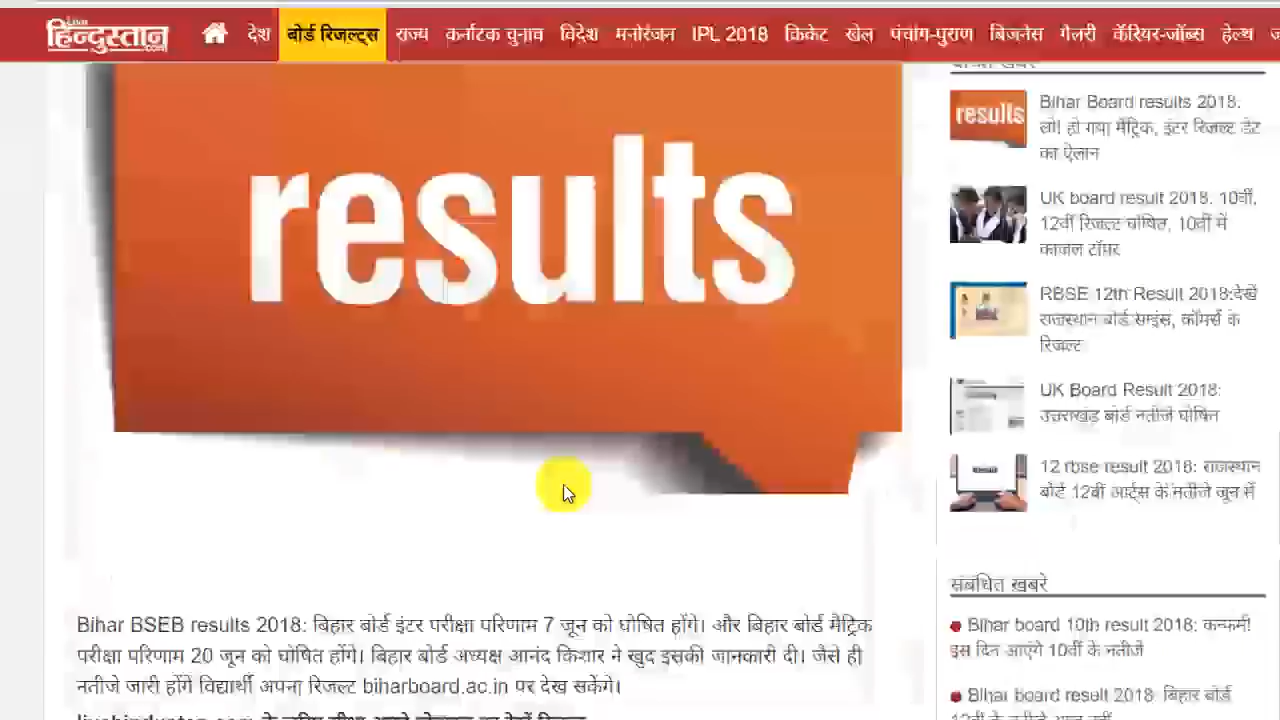 Live
हिन्दुस्तान
.com
देश बोर्ड रिजल्ट्स राज्य कर्नाटक चुनाव विदेश मनोरंजन IPL 2018 क्रिकेट खेल पंचांग-पुराण बिजनेस गैलरी कॅरियर-जॉब्स हेल्थ
results
Bihar BSEB results 2018: बिहार बोर्ड इंटर परीक्षा परिणाम 7 जून को घोषित होंगे। और बिहार बोर्ड मैट्रिक
परीक्षा परिणाम 20 जून को घोषित होंगे। बिहार बोर्ड अध्यक्ष आनंद किशोर ने खुद इसकी जानकारी दी। जैसे ही
नतीजे जारी होंगे विद्यार्थी अपना रिजल्ट biharboard.ac.in पर देख सकेंगे।
results
Bihar Board results 2018.
लो! हो गया मैट्रिक, इंटर रिजल्ट डेट
का ऐलान
UK board result 2018. 10वीं,
12वीं रिजल्ट घोषित, 10वीं में
काजल टॉपर
RBSE 12th Result 2018:देखें
राजस्थान बोर्ड साइंस, कॉमर्स के
रिजल्ट
UK Board Result 2018:
उत्तराखंड बोर्ड नतीजे घोषित
12 rbse result 2018: राजस्थान
बोर्ड 12वीं आर्ट्स के नतीजे जून में
संबंधित खबरें
Bihar board 10th result 2018: कन्फर्म!
इस दिन आएंगे 10वीं के नतीजे
Bihar board result 2018: बिहार बोर्ड